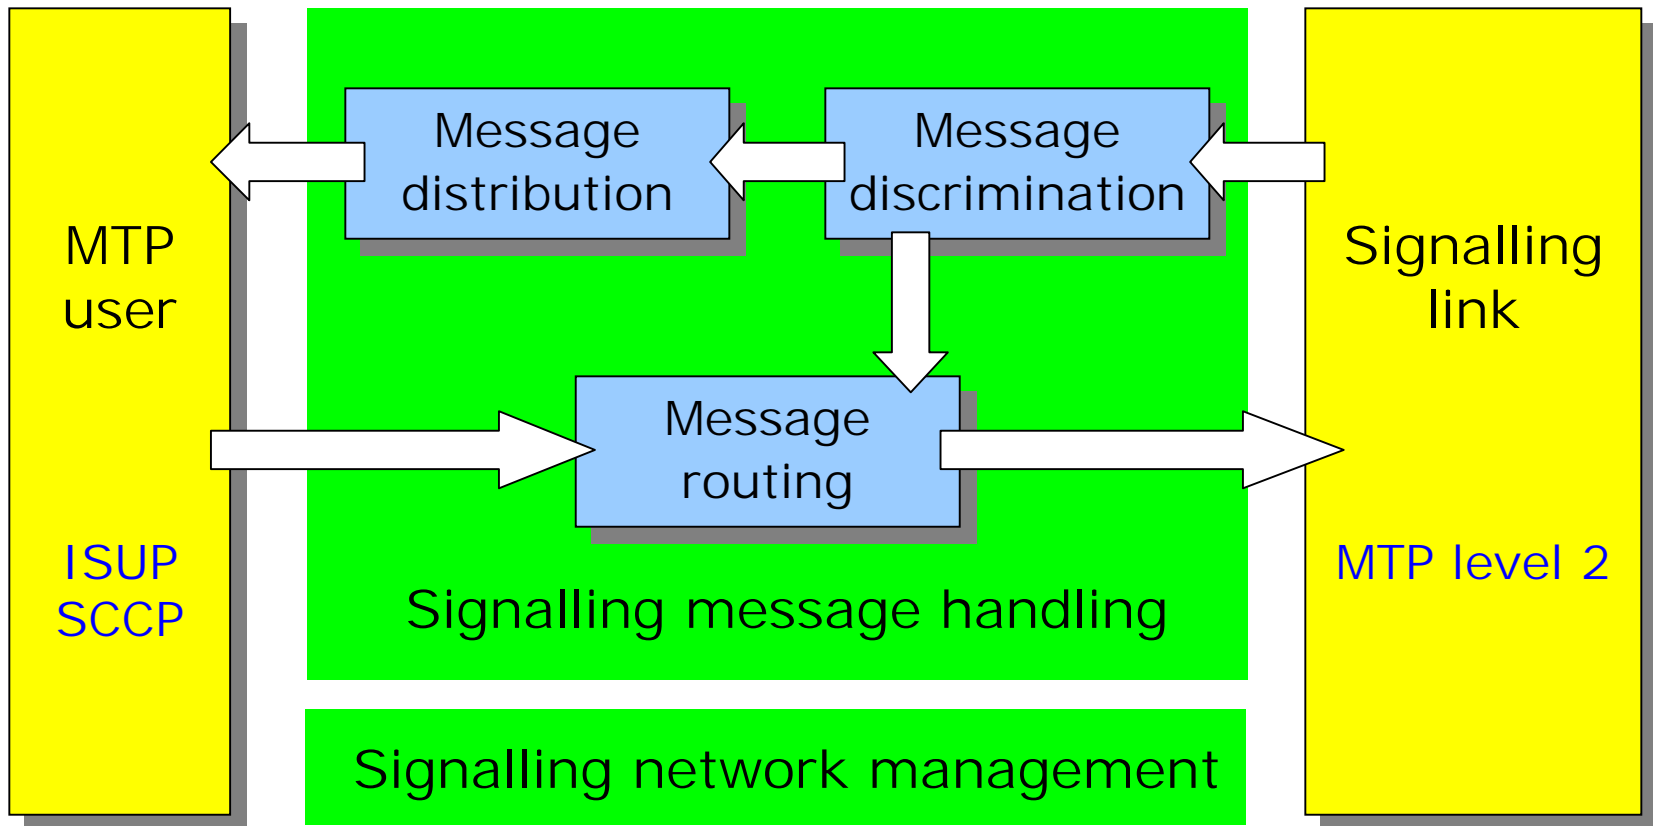 MTP
user
ISUP
SCCP
Message
distribution
Message
discrimination
Message
routing
Signalling message handling
Signalling network management
Signalling
link
MTP level 2